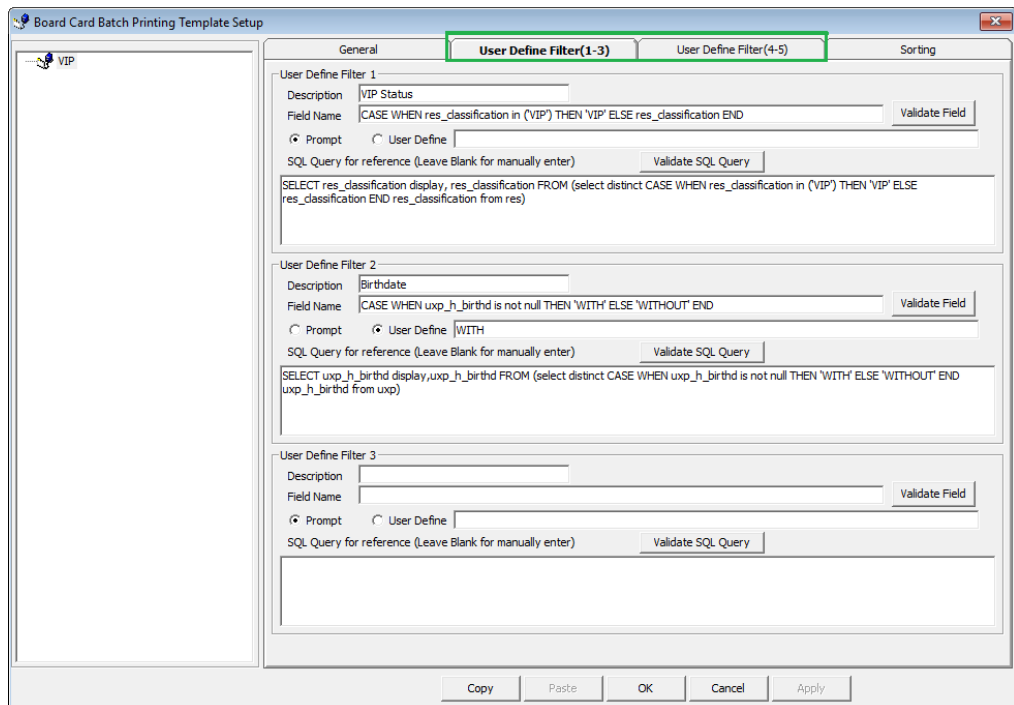 Board Card Batch Printing Template Setup
VIP
General
User Define Filter(1-3)
User Define Filter(4-5)
Sorting
User Define Filter 1
Description VIP Status
Field Name CASE WHEN res_classification in ('VIP') THEN 'VIP' ELSE res_classification END Validate Field
Prompt User Define
SQL Query for reference (Leave Blank for manually enter) Validate SQL Query
SELECT res_classification display, res_classification FROM (select distinct CASE WHEN res_classification in ('VIP') THEN 'VIP' ELSE
res_classification END res_classification from res)
User Define Filter 2
Description Birthdate
Field Name CASE WHEN uxp_h_birthd is not null THEN 'WITH' ELSE 'WITHOUT' END Validate Field
Prompt User Define WITH
SQL Query for reference (Leave Blank for manually enter) Validate SQL Query
SELECT uxp_h_birthd display,uxp_h_birthd FROM (select distinct CASE WHEN uxp_h_birthd is not null THEN 'WITH' ELSE 'WITHOUT' END
uxp_h_birthd from uxp)
User Define Filter 3
Description
Field Name Validate Field
Prompt User Define
SQL Query for reference (Leave Blank for manually enter) Validate SQL Query
Copy Paste OK Cancel Apply